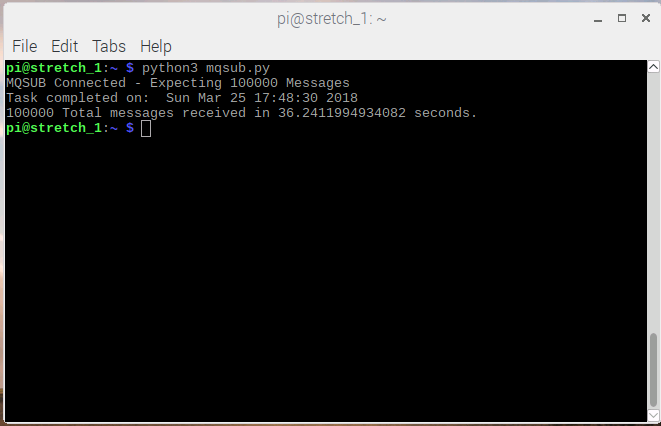 pi@stretch_1: ~
File Edit Tabs Help
pi@stretch_1:~ $ python3 mqsub.py
MQSUB Connected - Expecting 100000 Messages
Task completed on:  Sun Mar 25 17:48:30 2018
100000 Total messages received in 36.2411994934082 seconds.
pi@stretch_1:~ $